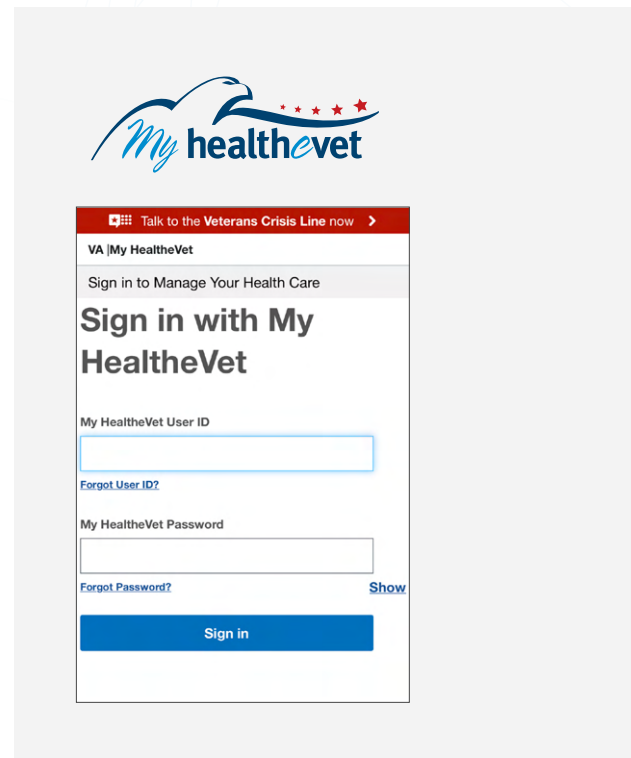 My healthevet
Talk to the Veterans Crisis Line now
VA |My HealtheVet
Sign in to Manage Your Health Care
Sign in with My
HealtheVet
My HealtheVet User ID
Forgot User ID?
My HealtheVet Password
Forgot Password? Show
Sign in